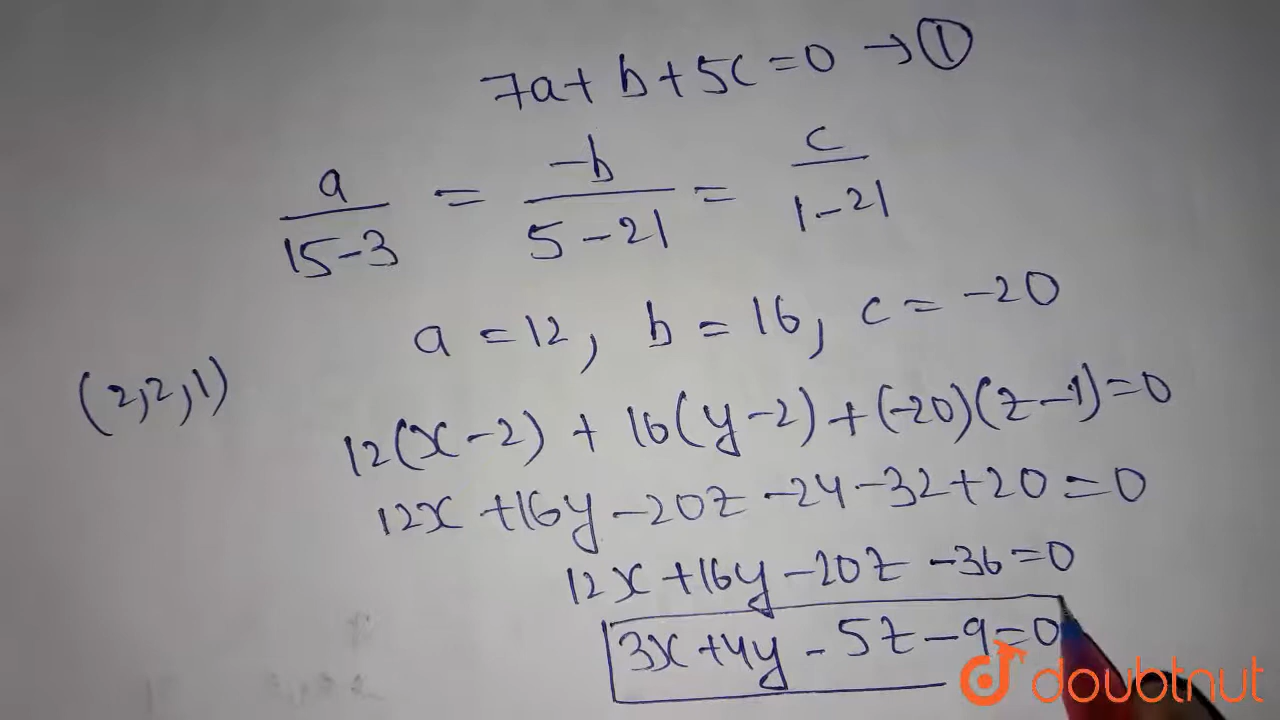 7a + b + 5c = 0 → ①
a/15-3 = -b/5-21 = c/1-21
a = 12, b = 16, c = -20
(2,2,1)
12(x-2) + 16(y-2) + (-20)(z-1) = 0
12x + 16y - 20z - 24 - 32 + 20 = 0
12x + 16y - 20z - 36 = 0
3x + 4y - 5z - 9 = 0
doubtnut